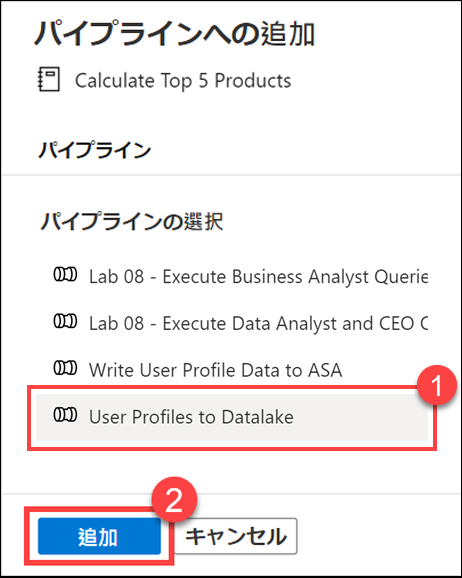 パイプラインへの追加
Calculate Top 5 Products
パイプライン
パイプラインの選択
Lab 08 - Execute Business Analyst Querie
Lab 08 - Execute Data Analyst and CEO C
Write User Profile Data to ASA
1
User Profiles to Datalake
2
追加 キャンセル